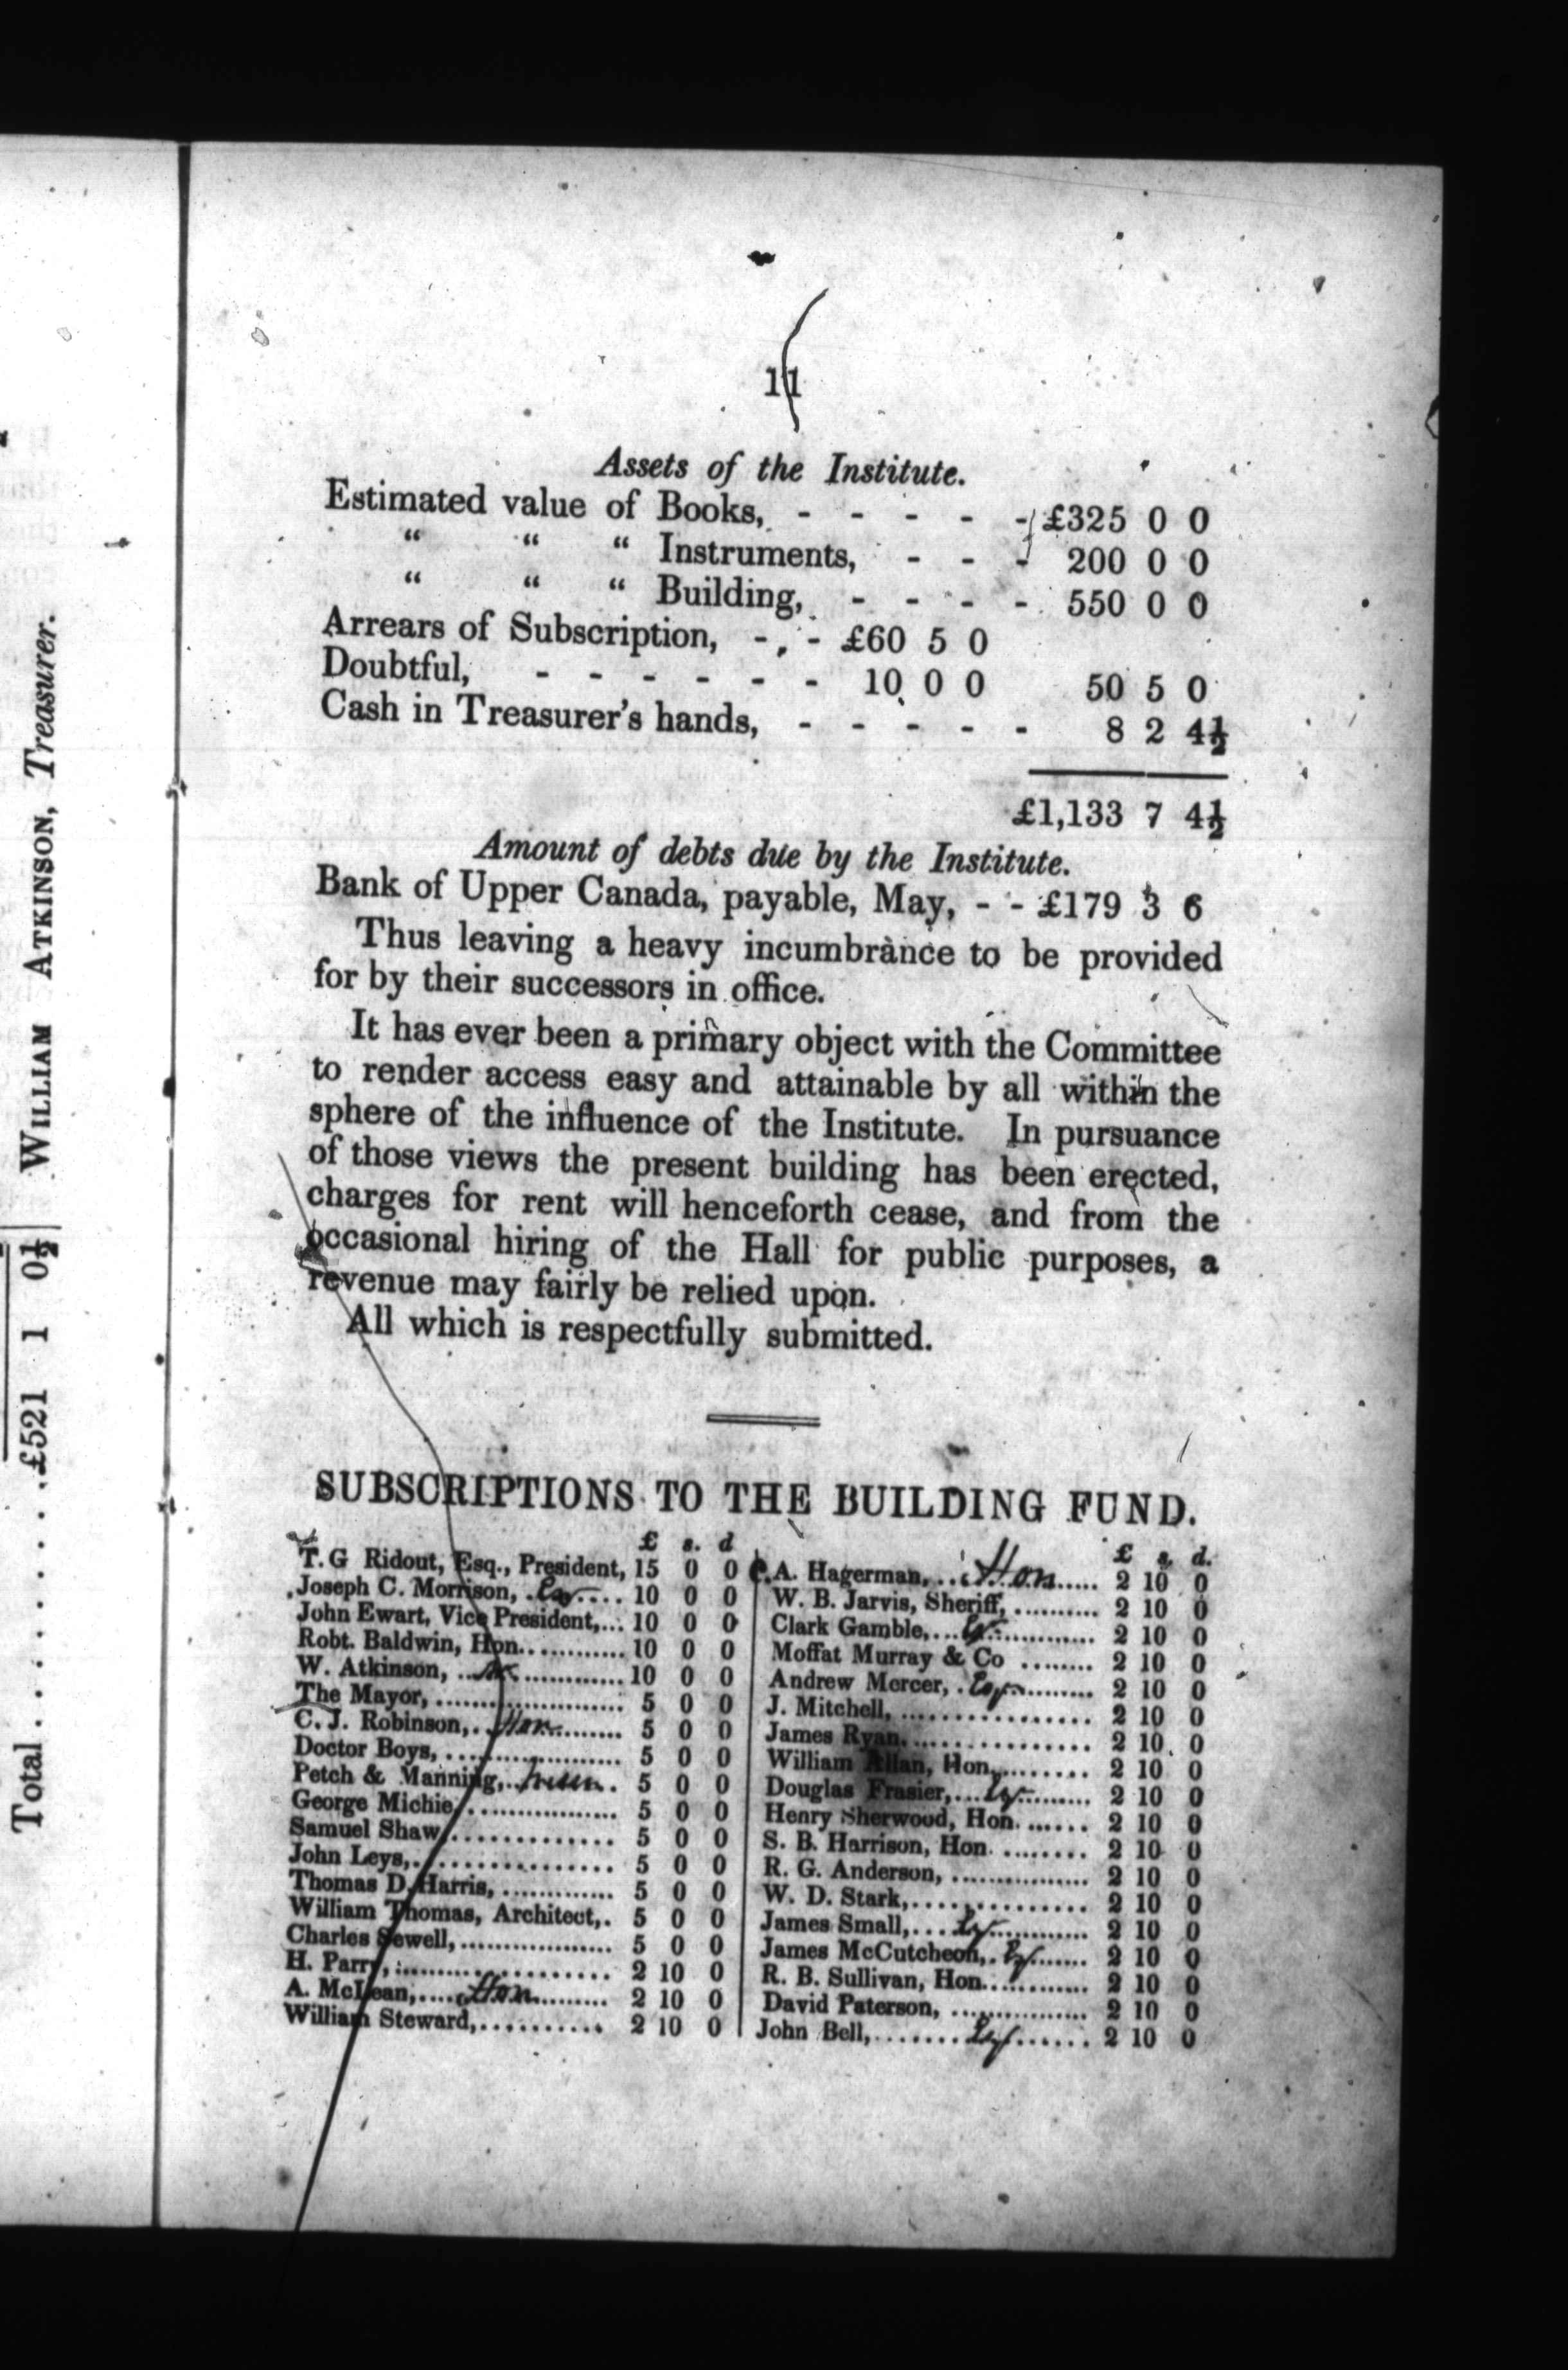 11
Assets of the Institute.
Estimated value of Books, - - - - - £325 0 0
" " " Instruments, - - - 200 0 0
" " " Building, - - - - 550 0 0
Arrears of Subscription, - - £60 5 0
Doubtful, - - - - - - 10 0 0 50 5 0
Cash in Treasurer's hands, - - - - - 8 2 4½
£1,133 7 4½
Amount of debts due by the Institute.
Bank of Upper Canada, payable, May, - - £179 3 6
Thus leaving a heavy incumbrance to be provided
for by their successors in office.
It has ever been a primary object with the Committee
to render access easy and attainable by all within the
sphere of the influence of the Institute. In pursuance
of those views the present building has been erected,
charges for rent will henceforth cease, and from the
occasional hiring of the Hall for public purposes, a
revenue may fairly be relied upon.
All which is respectfully submitted.
SUBSCRIPTIONS TO THE BUILDING FUND.
£ s. d
T. G Ridout, Esq., President, 15 0 0
Joseph C. Morrison, Esq .... 10 0 0
John Ewart, Vice President,... 10 0 0
Robt. Baldwin, Hon............. 10 0 0
W. Atkinson, ................ 10 0 0
The Mayor, ........................ 5 0 0
C. J. Robinson, .. Hon ......... 5 0 0
Doctor Boys, ...................... 5 0 0
Petch & Manning, ... . 5 0 0
George Michie, ................. 5 0 0
Samuel Shaw, .............. 5 0 0
John Leys, ................. 5 0 0
Thomas D. Harris, ............. 5 0 0
William Thomas, Architect, . 5 0 0
Charles Sewell, .................. 5 0 0
H. Parry, ...................... 2 10 0
A. McLean, .... Hon ......... 2 10 0
William Steward, ........... 2 10 0
£ s. d.
C. A. Hagerman, ... Hon ..... 2 10 0
W. B. Jarvis, Sheriff, .......... 2 10 0
Clark Gamble, ... Esq ............. 2 10 0
Moffat Murray & Co ........ 2 10 0
Andrew Mercer, . Esq ......... 2 10 0
J. Mitchell, ................. 2 10 0
James Ryan. ................ 2 10 0
William Allan, Hon.......... 2 10 0
Douglas Frasier, ... Esq ......... 2 10 0
Henry Sherwood, Hon. ...... 2 10 0
S. B. Harrison, Hon. ........ 2 10 0
R. G. Anderson, ................ 2 10 0
W. D. Stark, ................ 2 10 0
James Small, ... Esq ............ 2 10 0
James McCutcheon, . Esq ....... 2 10 0
R. B. Sullivan, Hon............ 2 10 0
David Paterson, ................ 2 10 0
John Bell, ....... Esq ...... 2 10 0
Total . . . . . . . . £521 1 0½
WILLIAM ATKINSON, Treasurer.